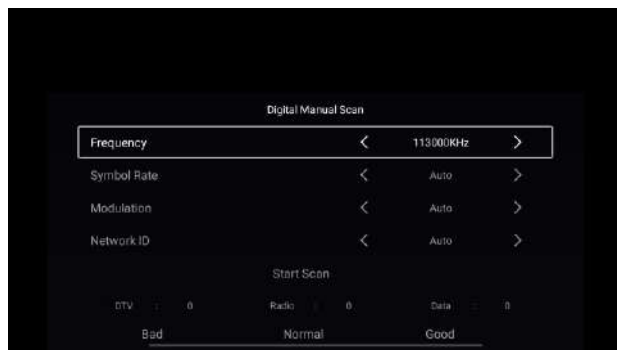 Digital Manual Scan
Frequency < 113000KHz >
Symbol Rate < Auto >
Modulation < Auto >
Network ID < Auto >
Start Scan
DTV : 0 Radio : 0 Data : 0
Bad Normal Good